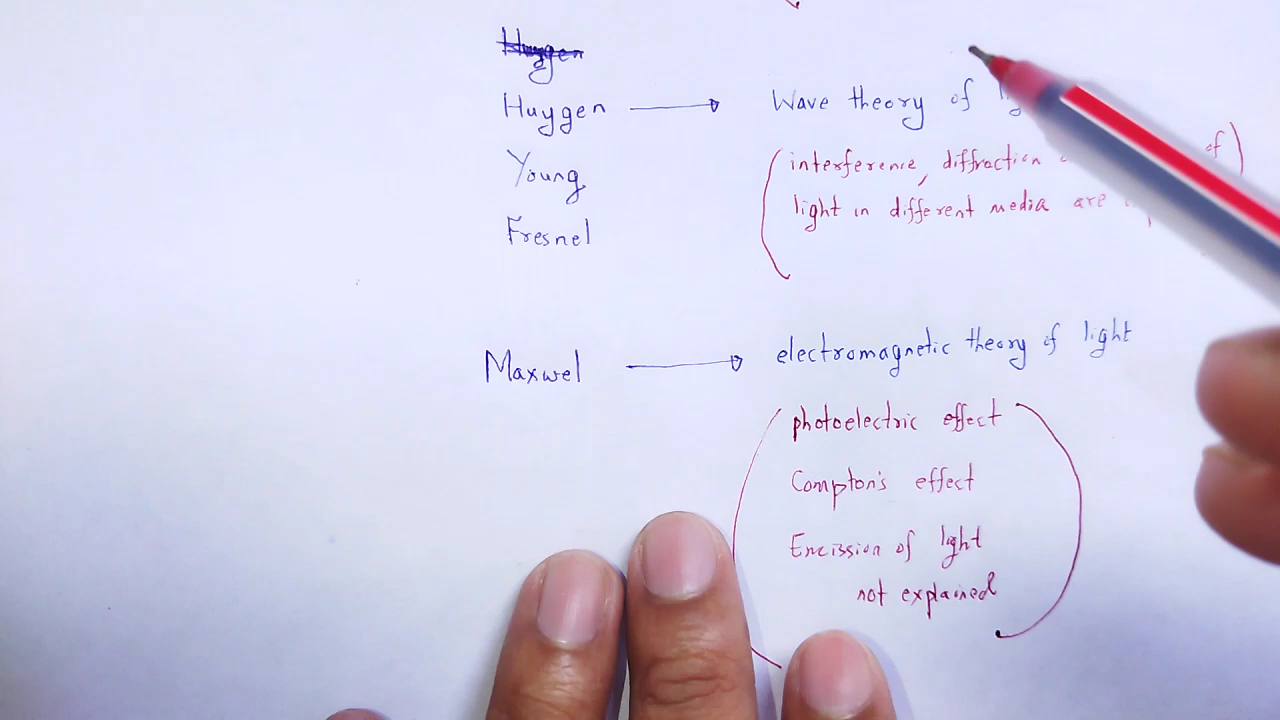 Huygen
Huygen → Wave theory of
(interference, diffraction of)
Young
light in different media are
Fresnel
Maxwel → electromagnetic theory of light
(photoelectric effect
Compton's effect
Emission of light
not explained)